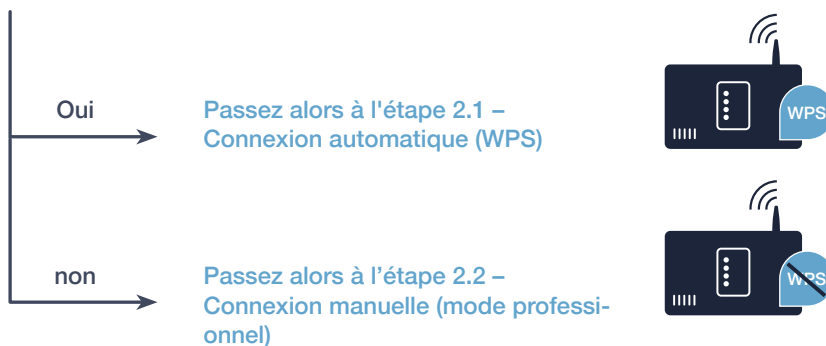 Oui
Passez alors à l'étape 2.1 –
Connexion automatique (WPS)
WPS
non
Passez alors à l’étape 2.2 –
Connexion manuelle (mode professi-
onnel)
WPS